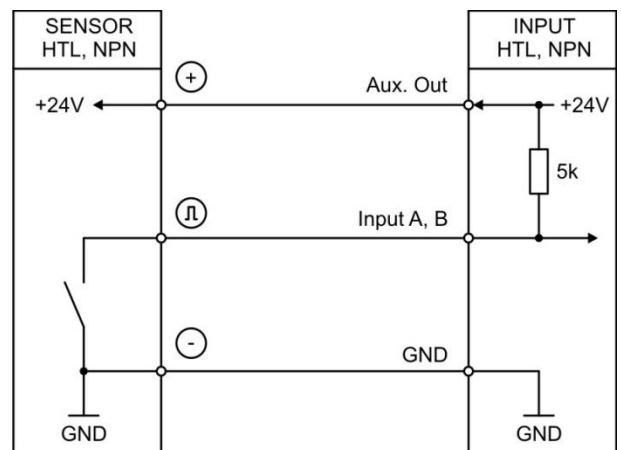 SENSOR
HTL, NPN
INPUT
HTL, NPN
+
Aux. Out
+24V
+24V
5k
Input A, B
-
GND
GND
GND